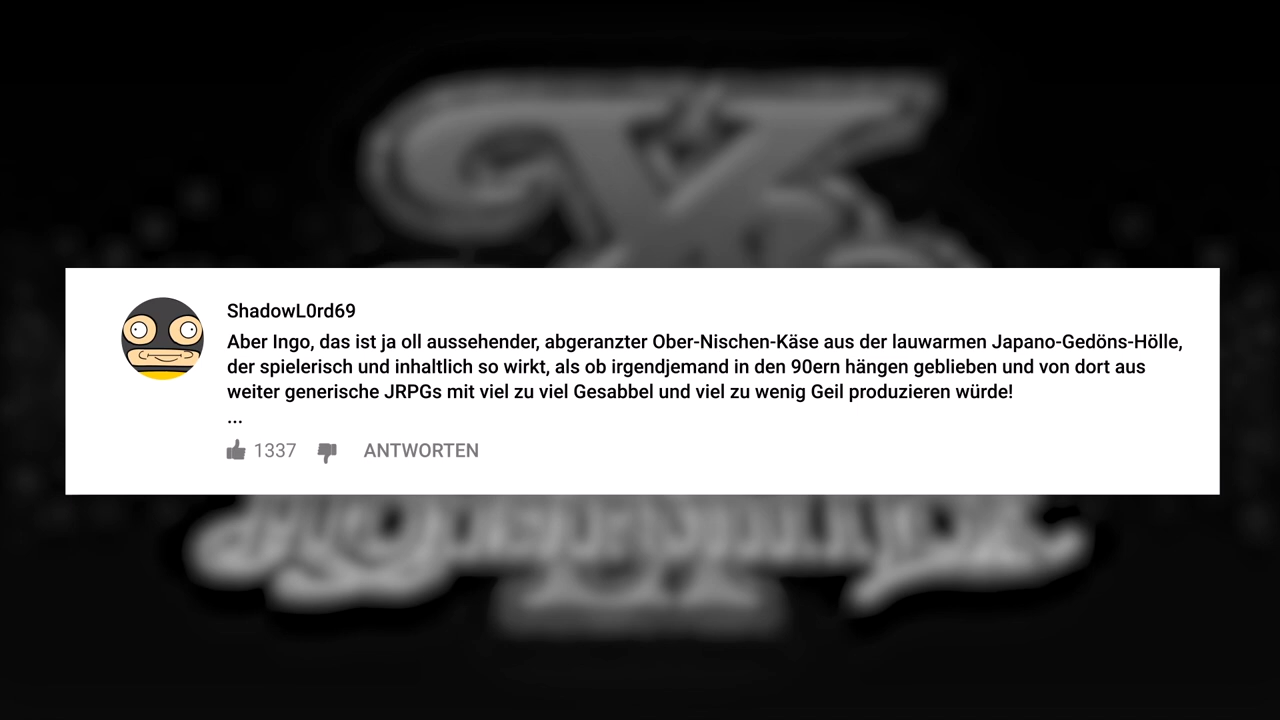 ShadowL0rd69
Aber Ingo, das ist ja oll aussehender, abgeranzter Ober-Nischen-Käse aus der lauwarmen Japano-Gedöns-Hölle,
der spielerisch und inhaltlich so wirkt, als ob irgendjemand in den 90ern hängen geblieben und von dort aus
weiter generische JRPGs mit viel zu viel Gesabbel und viel zu wenig Geil produzieren würde!
...
1337 ANTWORTEN